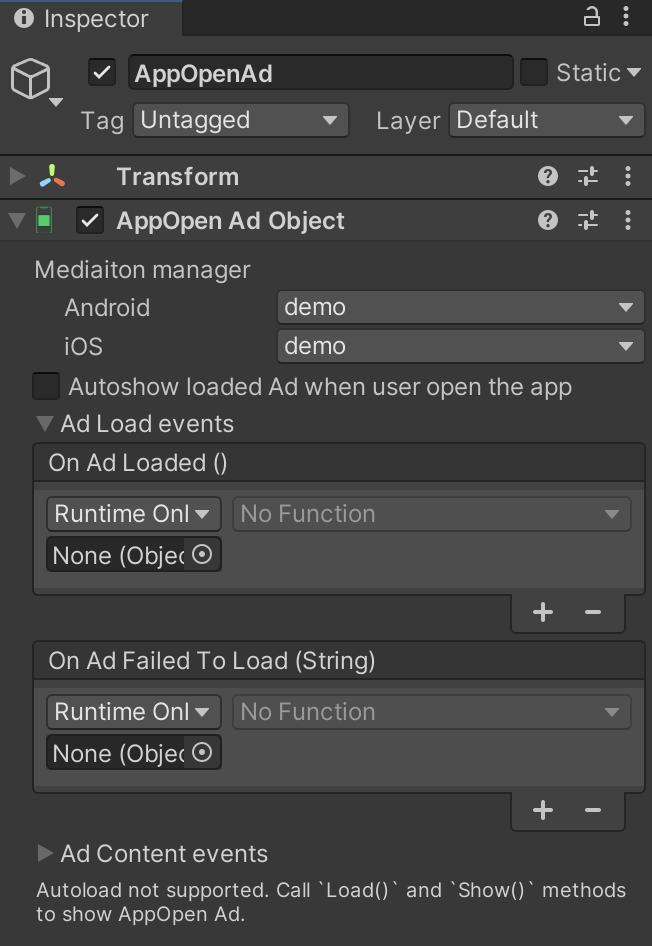 Inspector
AppOpenAd
Static
Tag Untagged Layer Default
Transform
AppOpen Ad Object
Mediaiton manager
Android demo
iOS demo
Autoshow loaded Ad when user open the app
Ad Load events
On Ad Loaded ()
Runtime Onl No Function
None (Objec
On Ad Failed To Load (String)
Runtime Onl No Function
None (Objec
Ad Content events
Autoload not supported. Call `Load()` and `Show()` methods
to show AppOpen Ad.